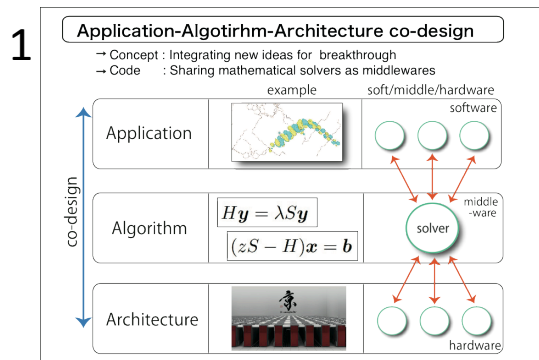 1
Application-Algotirhm-Architecture co-design
→ Concept : Integrating new ideas for breakthrough
→ Code : Sharing mathematical solvers as middlewares
example
soft/middle/hardware
software
Application
co-design
Algorithm
Hy = λSy
(zS − H)x = b
solver
middle
-ware
Architecture
京
hardware